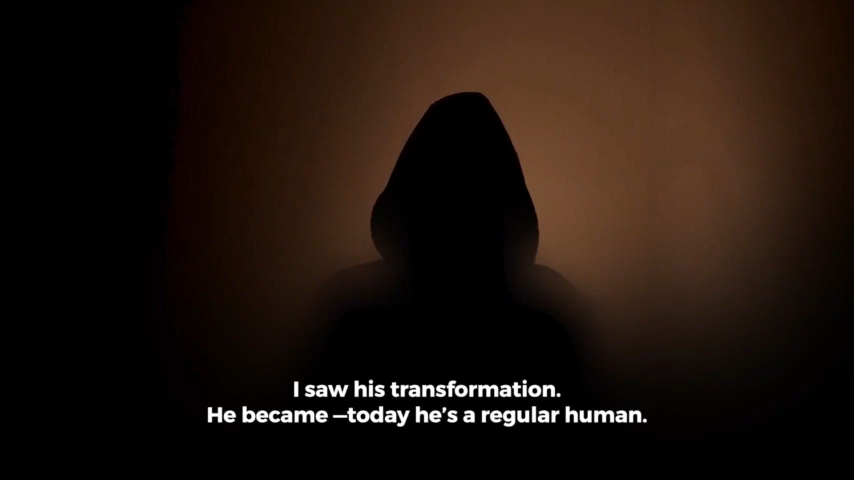 I saw his transformation.
He became —today he's a regular human.